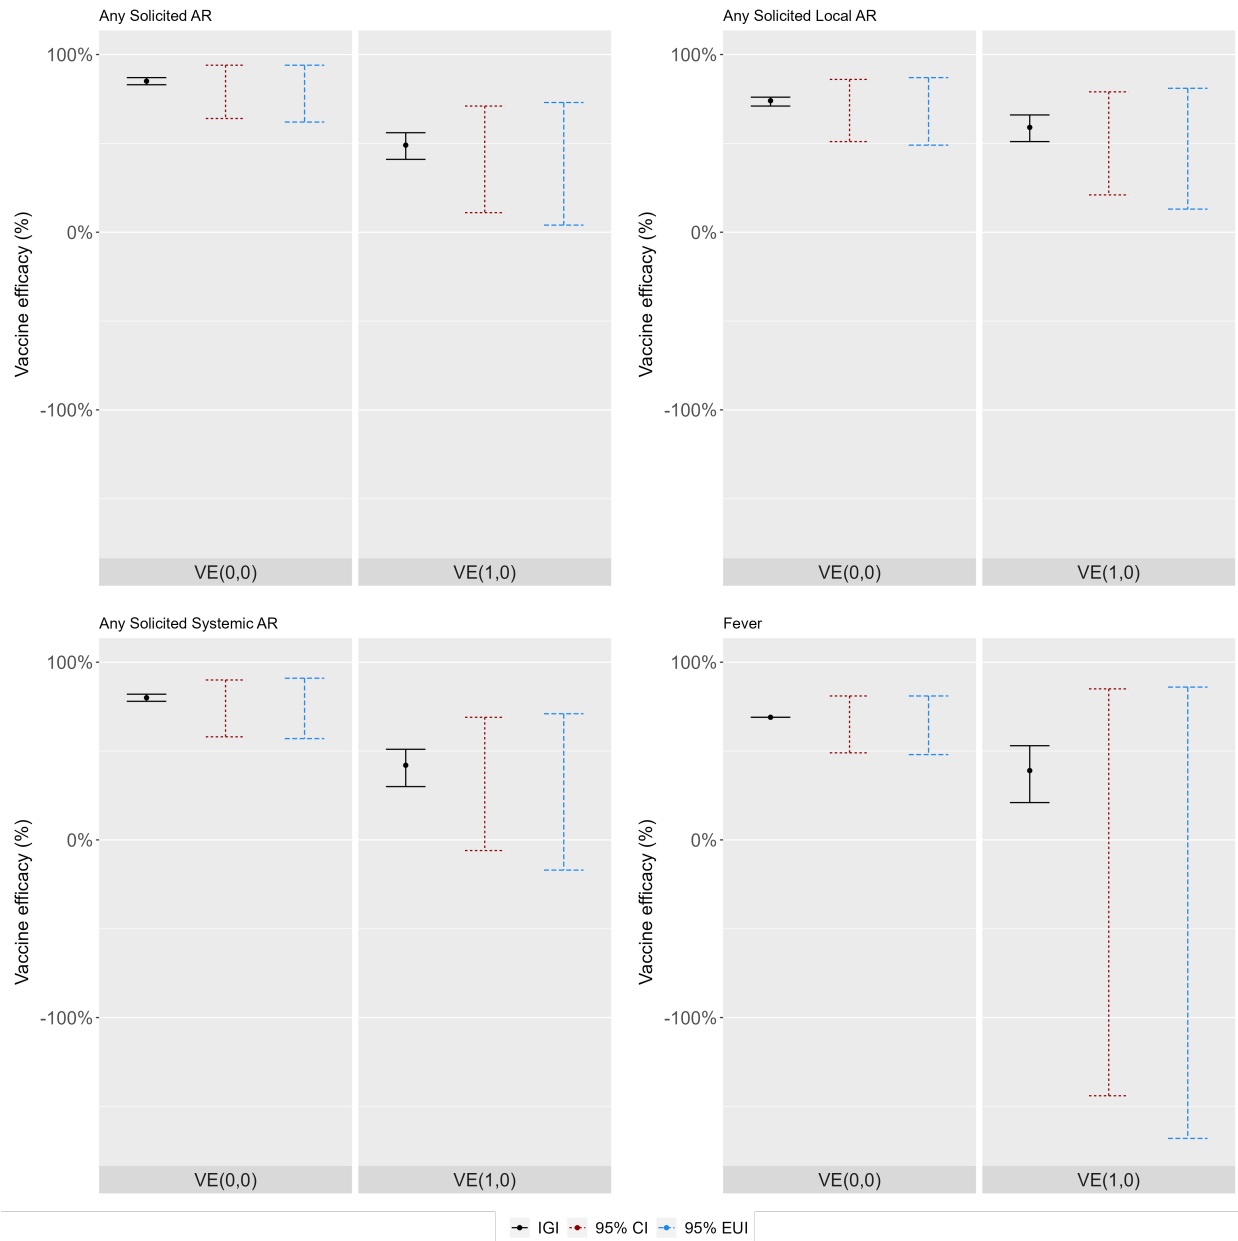 Any Solicited AR
Vaccine efficacy (%)
100%
0%
-100%
VE(0,0) VE(1,0)
Any Solicited Local AR
Vaccine efficacy (%)
100%
0%
-100%
VE(0,0) VE(1,0)
Any Solicited Systemic AR
Vaccine efficacy (%)
100%
0%
-100%
VE(0,0) VE(1,0)
Fever
Vaccine efficacy (%)
100%
0%
-100%
VE(0,0) VE(1,0)
IGI 95% CI 95% EUI